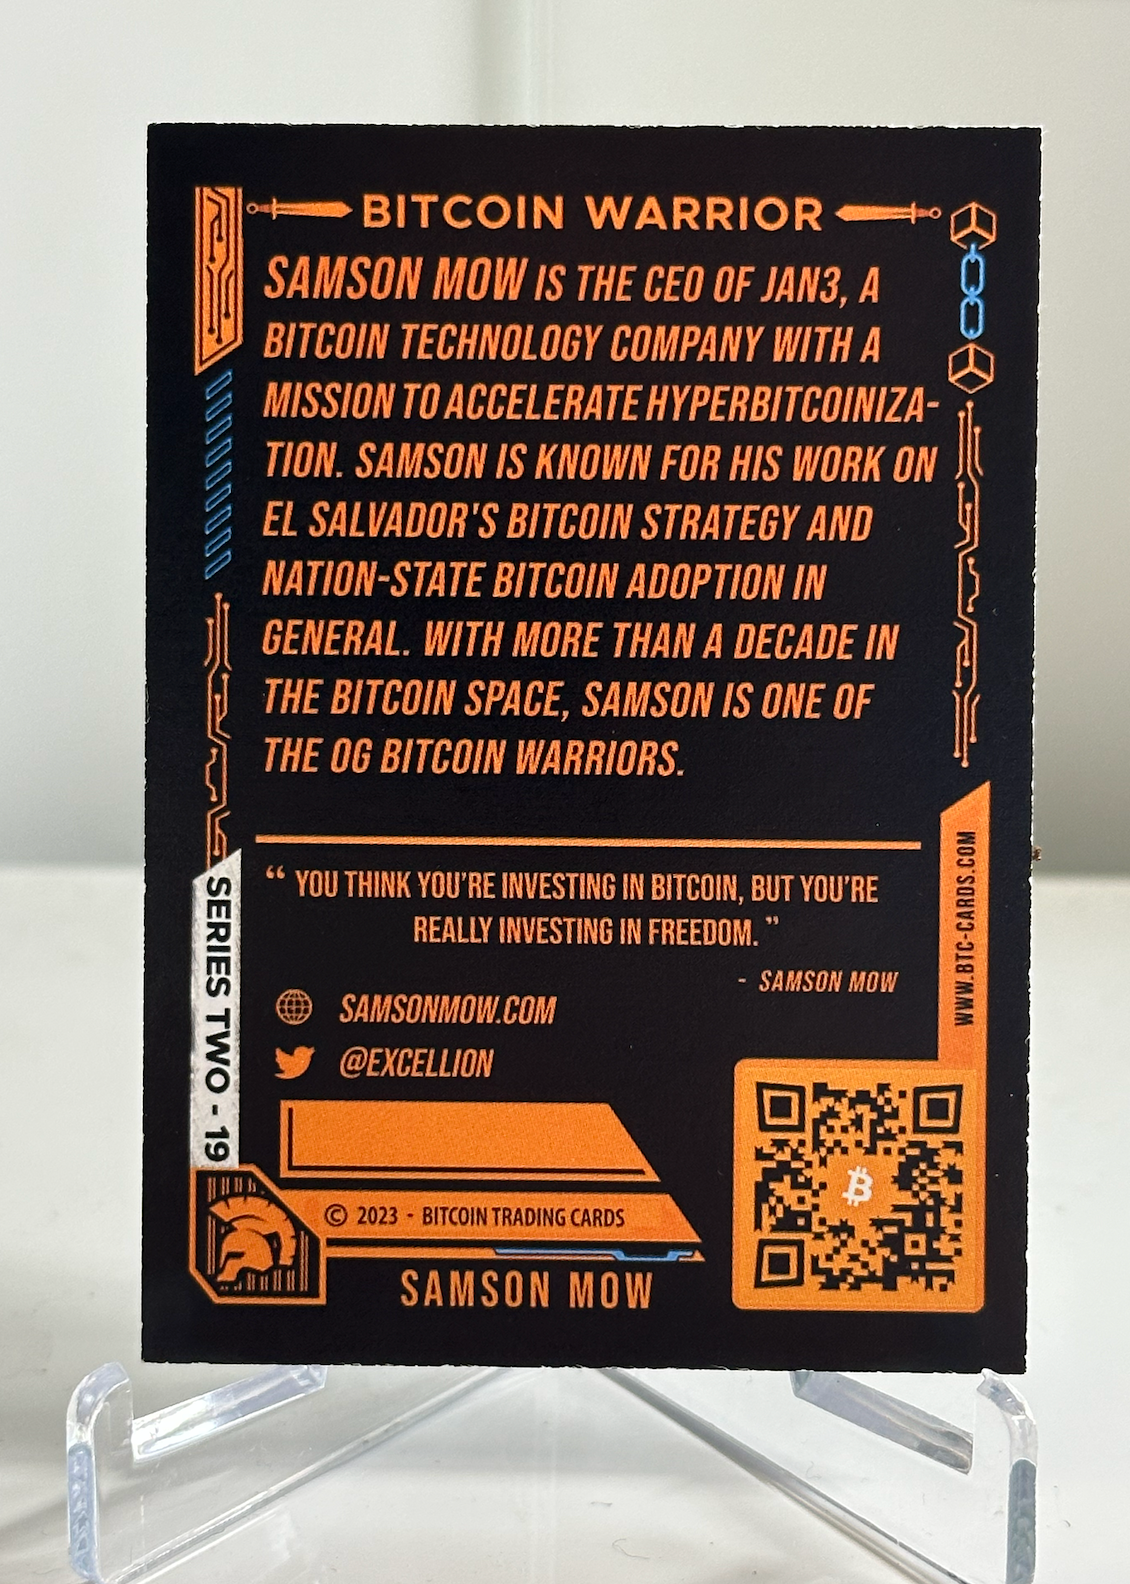 BITCOIN WARRIOR
SAMSON MOW IS THE CEO OF JAN3, A
BITCOIN TECHNOLOGY COMPANY WITH A
MISSION TO ACCELERATE HYPERBITCOINIZA-
TION. SAMSON IS KNOWN FOR HIS WORK ON
EL SALVADOR'S BITCOIN STRATEGY AND
NATION-STATE BITCOIN ADOPTION IN
GENERAL. WITH MORE THAN A DECADE IN
THE BITCOIN SPACE, SAMSON IS ONE OF
THE OG BITCOIN WARRIORS.
“ YOU THINK YOU’RE INVESTING IN BITCOIN, BUT YOU’RE
REALLY INVESTING IN FREEDOM. ”
- SAMSON MOW
SAMSONMOW.COM
@EXCELLION
SERIES TWO - 19
WWW.BTC-CARDS.COM
© 2023 - BITCOIN TRADING CARDS
SAMSON MOW